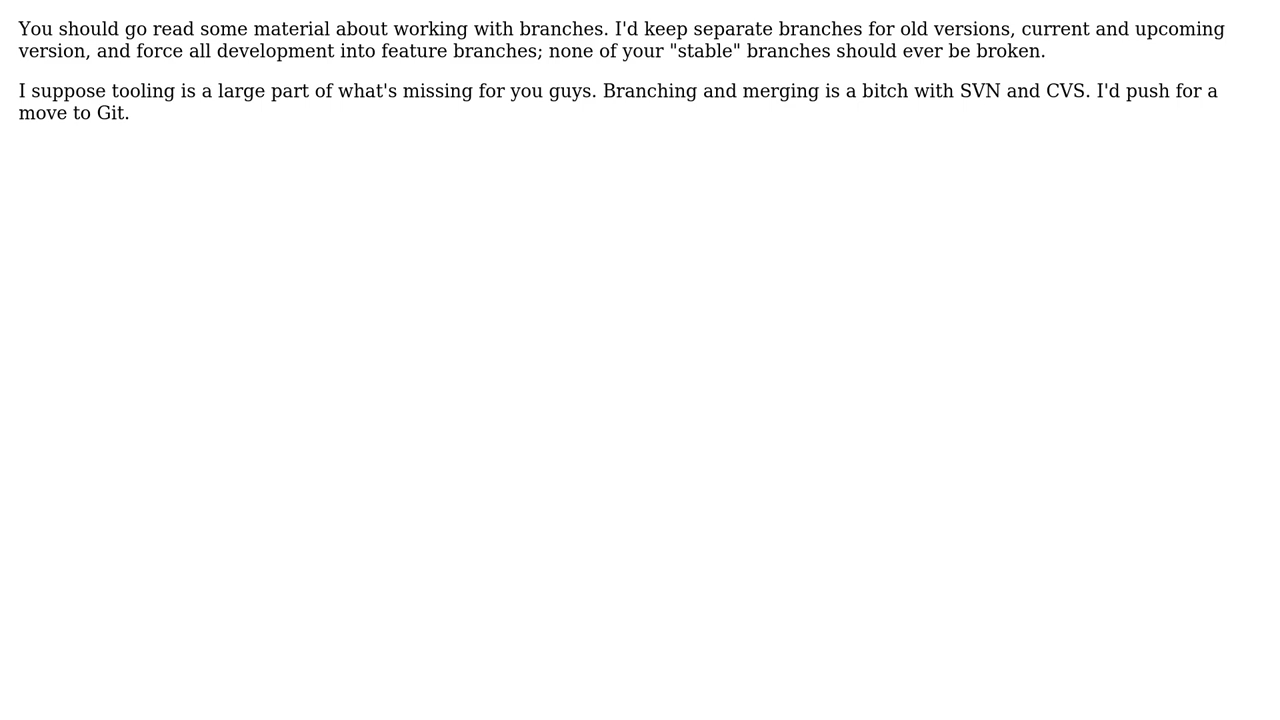 You should go read some material about working with branches. I'd keep separate branches for old versions, current and upcoming
version, and force all development into feature branches; none of your "stable" branches should ever be broken.
I suppose tooling is a large part of what's missing for you guys. Branching and merging is a bitch with SVN and CVS. I'd push for a
move to Git.